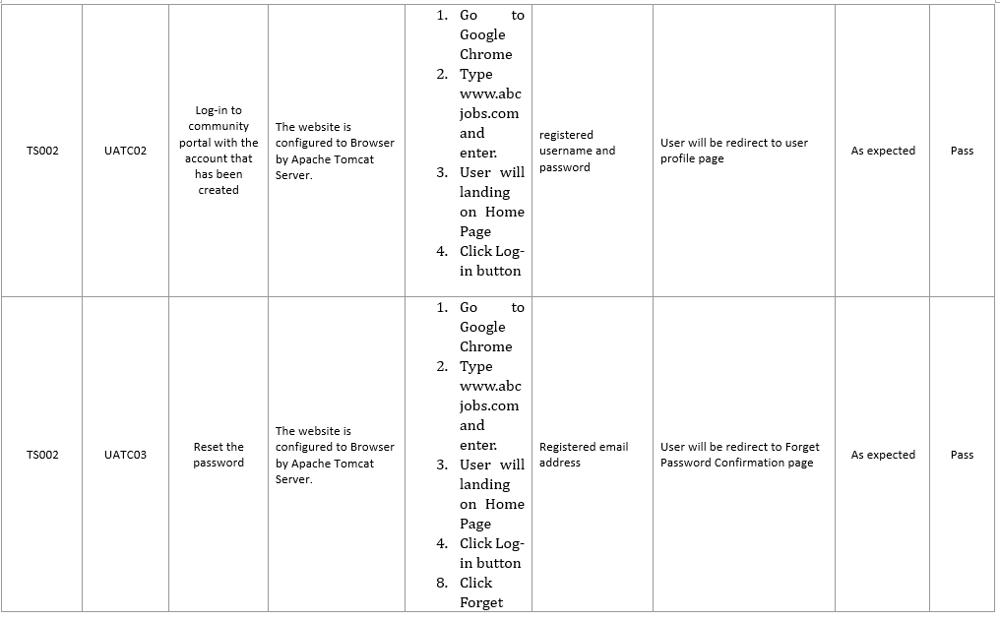 TS002
UATC02
Log-in to
community
portal with the
account that
has been
created
The website is
configured to Browser
by Apache Tomcat
Server.
1. Go to
Google
Chrome
2. Type
www.abc
jobs.com
and
enter.
3. User will
landing
on Home
Page
4. Click Log-
in button
registered
username and
password
User will be redirect to user
profile page
As expected
Pass
TS002
UATC03
Reset the
password
The website is
configured to Browser
by Apache Tomcat
Server.
1. Go to
Google
Chrome
2. Type
www.abc
jobs.com
and
enter.
3. User will
landing
on Home
Page
4. Click Log-
in button
8. Click
Forget
Registered email
address
User will be redirect to Forget
Password Confirmation page
As expected
Pass